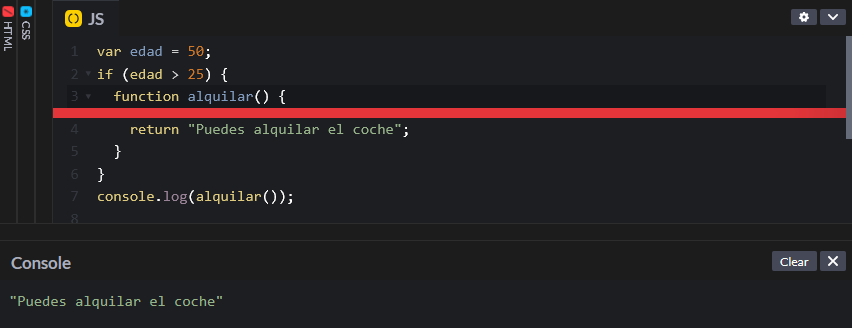 HTML
CSS
JS
1 var edad = 50;
2 if (edad > 25) {
3 function alquilar() {
4 return "Puedes alquilar el coche";
5 }
6 }
7 console.log(alquilar());
8
Console
Clear
"Puedes alquilar el coche"